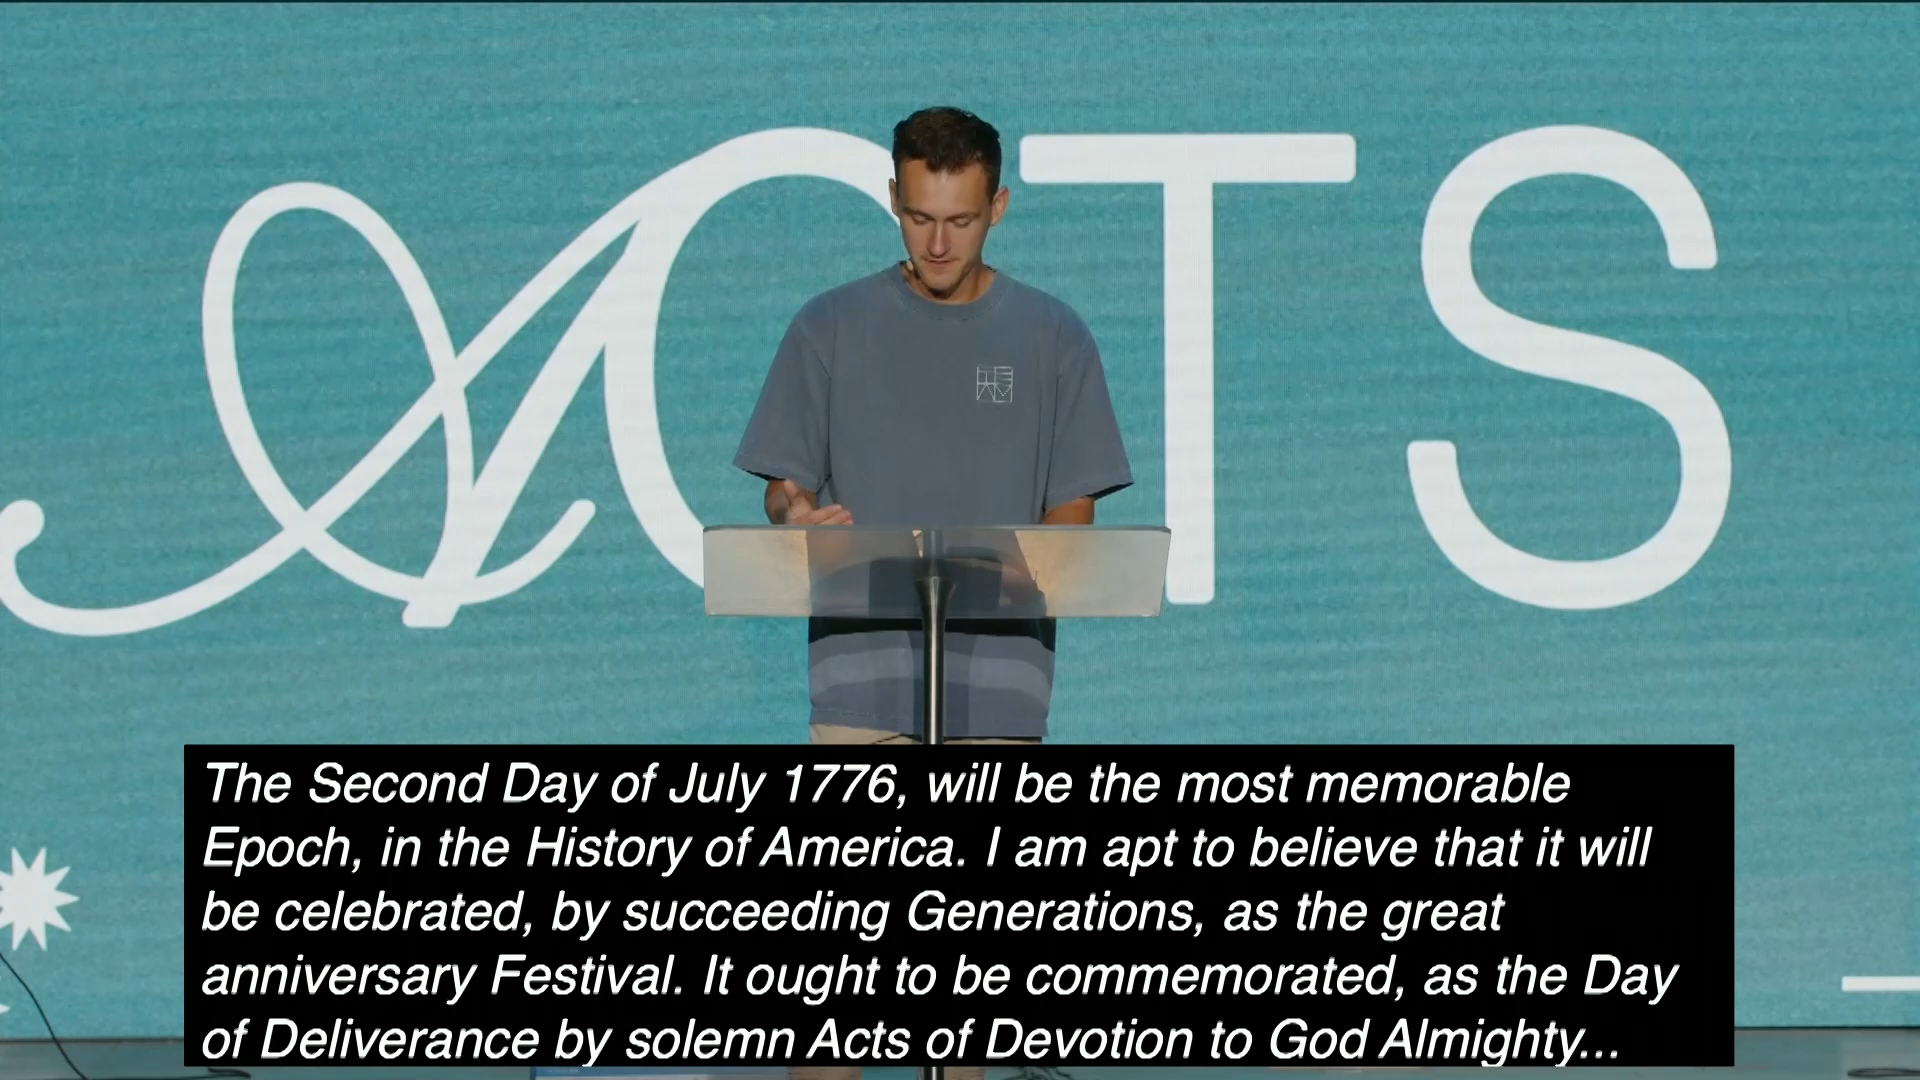 ACTS
The Second Day of July 1776, will be the most memorable
Epoch, in the History of America. I am apt to believe that it will
be celebrated, by succeeding Generations, as the great
anniversary Festival. It ought to be commemorated, as the Day
of Deliverance by solemn Acts of Devotion to God Almighty...